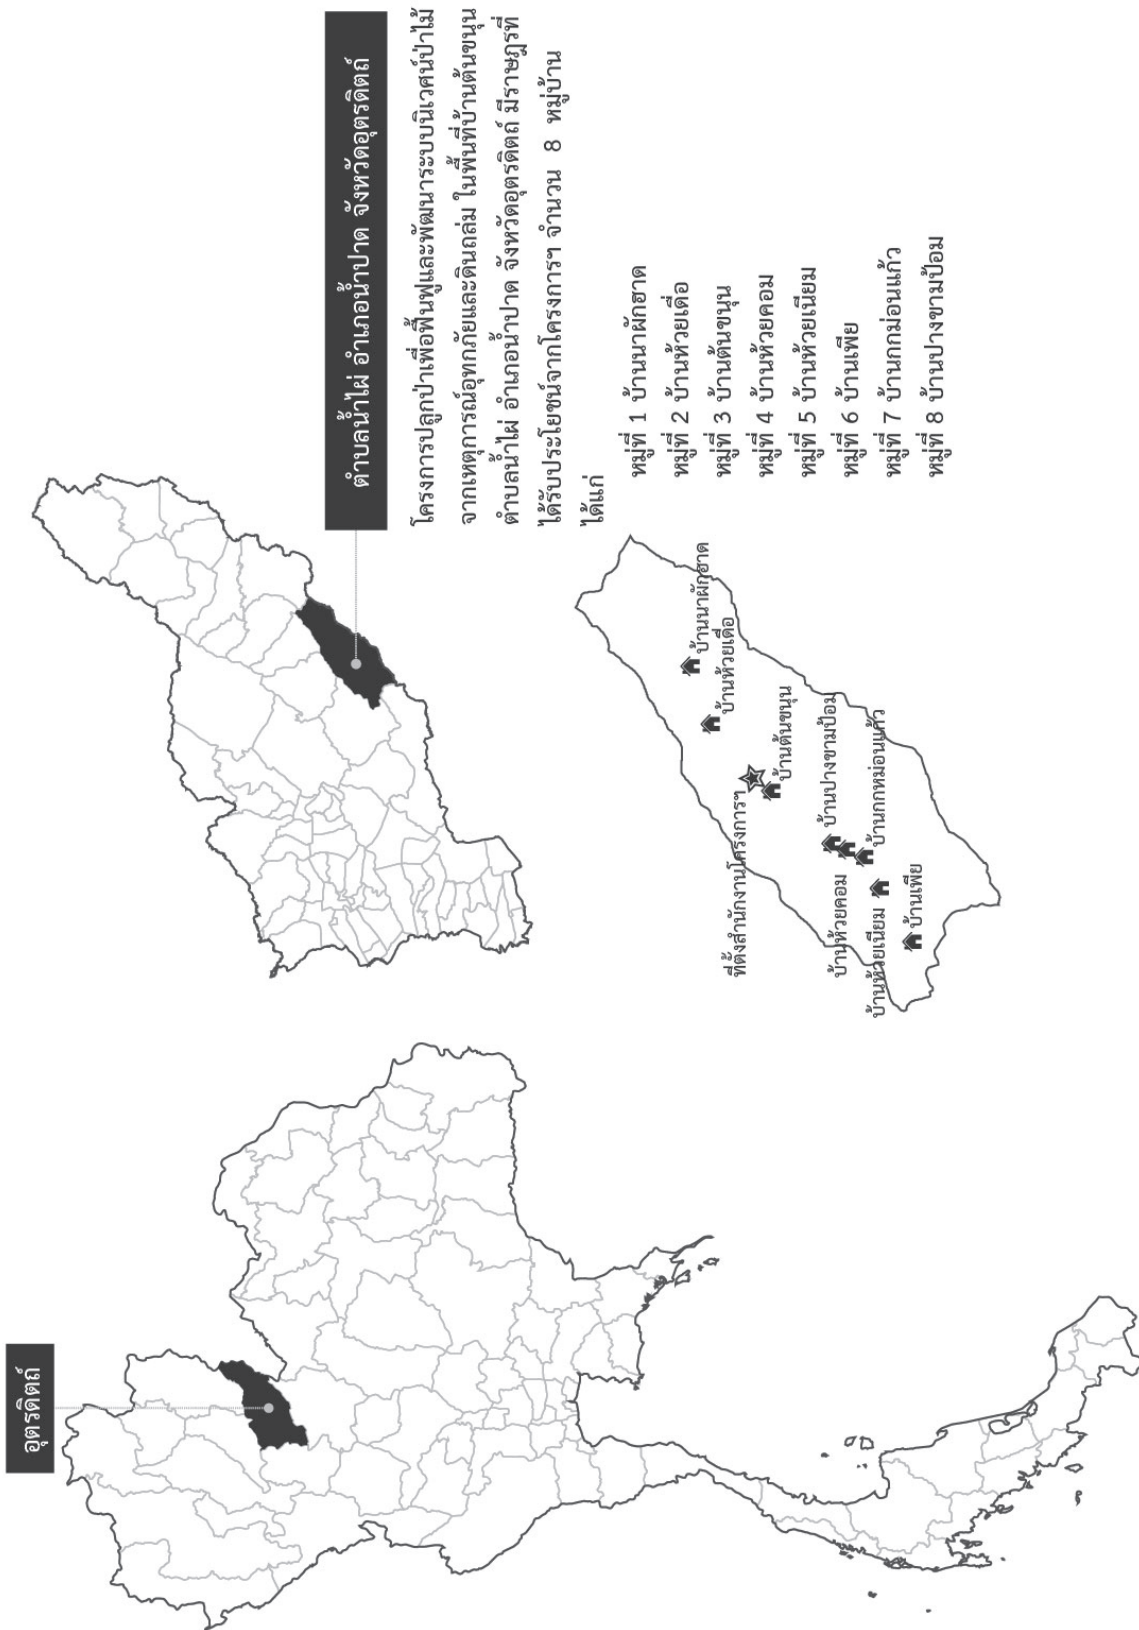 อุตรดิตถ์
ตำบลน้ำไผ่ อำเภอน้ำปาด จังหวัดอุตรดิตถ์
โครงการปลูกป่าเพื่อฟื้นฟูและพัฒนาระบบนิเวศน์ป่าไม้
จากเหตุการณ์อุทกภัยและดินถล่ม ในพื้นที่บ้านต้นขนุน
ตำบลน้ำไผ่ อำเภอน้ำปาด จังหวัดอุตรดิตถ์ มีราษฎรที่
ได้รับประโยชน์จากโครงการฯ จำนวน 8 หมู่บ้าน
ได้แก่
หมู่ที่ 1 บ้านนาผักฮาด
หมู่ที่ 2 บ้านห้วยเดื่อ
หมู่ที่ 3 บ้านต้นขนุน
หมู่ที่ 4 บ้านห้วยคอม
หมู่ที่ 5 บ้านห้วยเนียม
หมู่ที่ 6 บ้านเพีย
หมู่ที่ 7 บ้านกกม่อนแก้ว
หมู่ที่ 8 บ้านปางขามป้อม
บ้านนาผักฮาด
บ้านห้วยเดื่อ
ที่ตั้งสำนักงานโครงการฯ
บ้านต้นขนุน
บ้านปางขามป้อม
บ้านห้วยคอม
บ้านกกหม่อนแก้ว
บ้านห้วยเนียม
บ้านเพีย